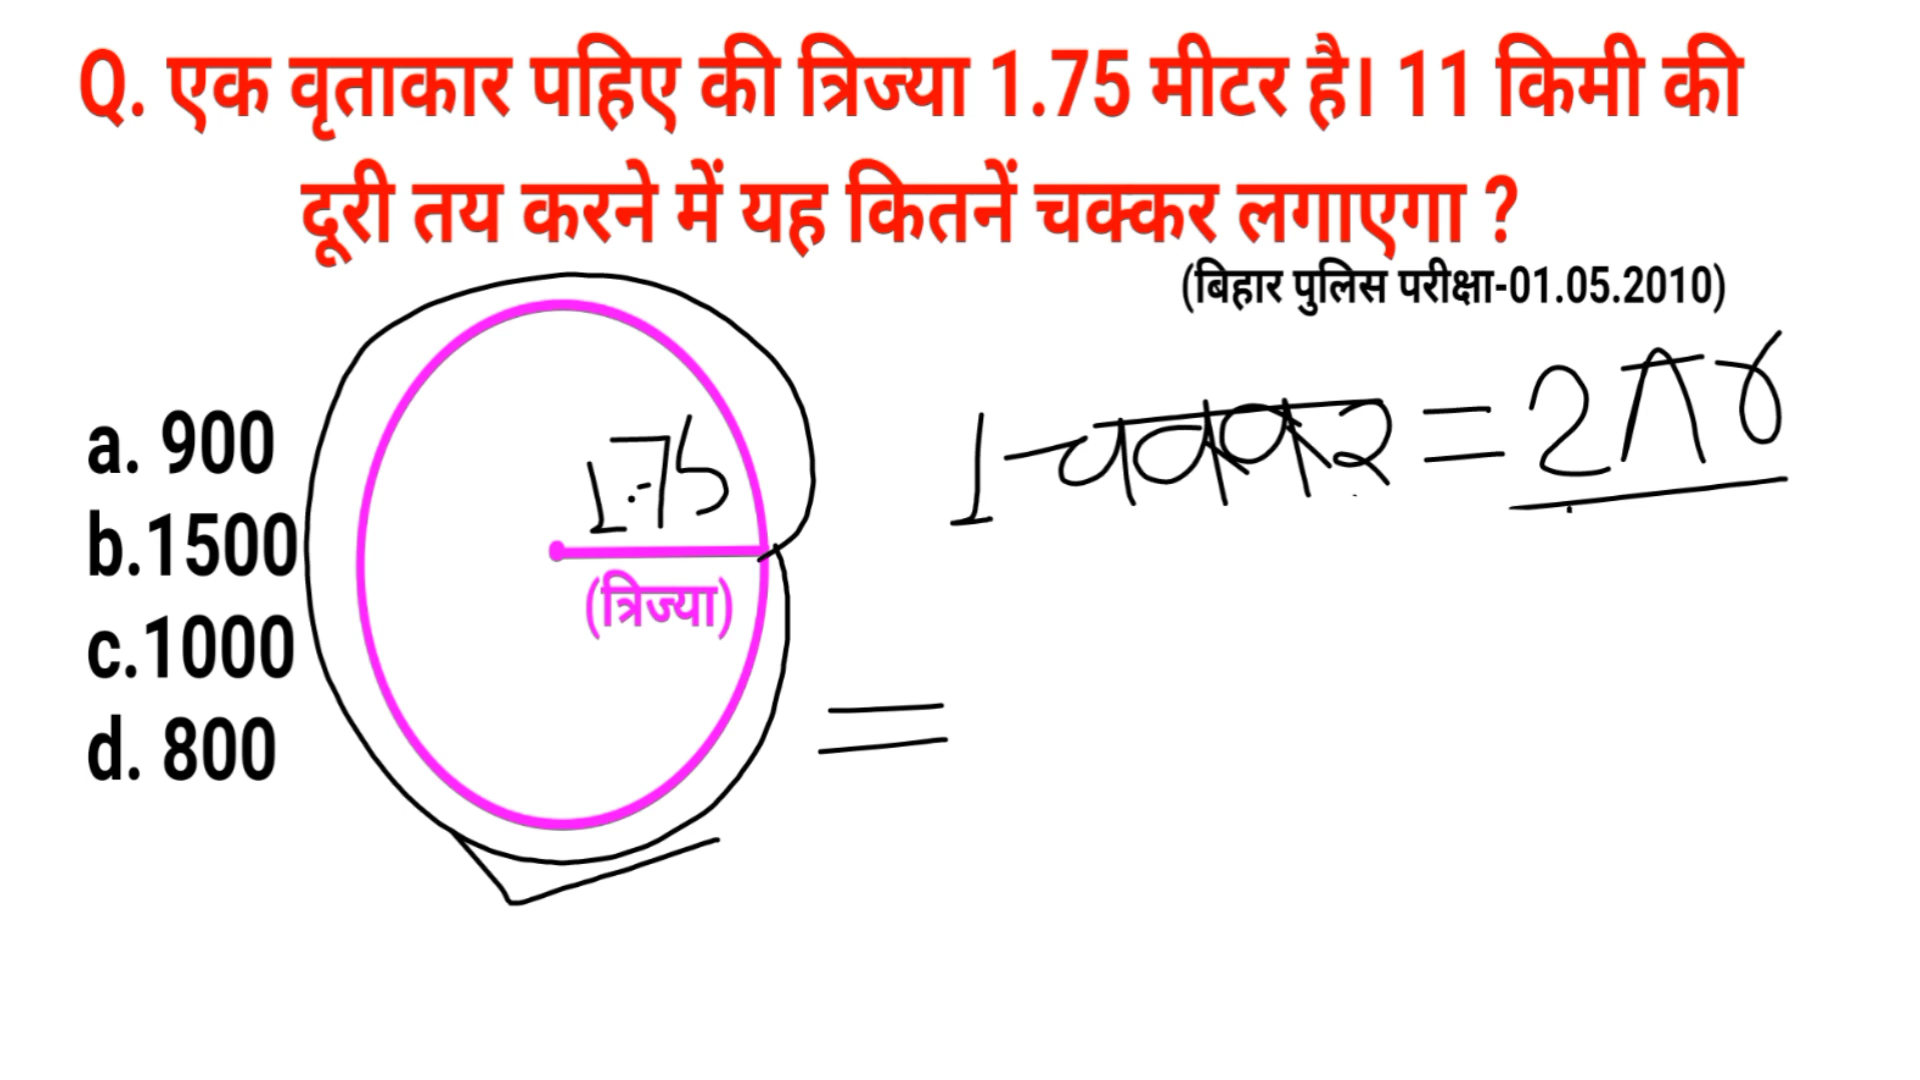 Q. एक वृताकार पहिए की त्रिज्या 1.75 मीटर है। 11 किमी की
दूरी तय करने में यह कितनें चक्कर लगाएगा ?
(बिहार पुलिस परीक्षा-01.05.2010)
a. 900
b.1500
c.1000
d. 800
1.75
(त्रिज्या)
1-चक्कर = 2πr
=